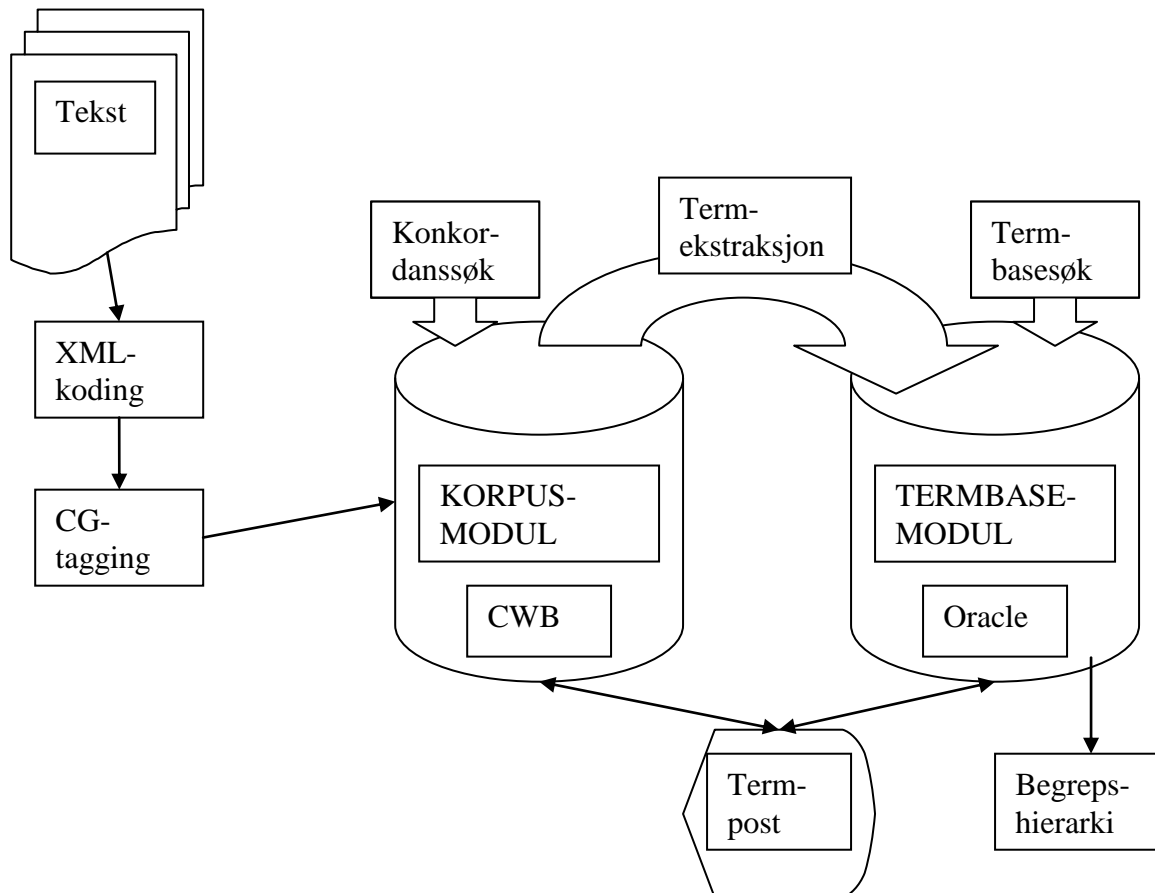 Tekst
Konkor-
danssøk
Term-
ekstraksjon
Term-
basesøk
XML-
koding
CG-
tagging
KORPUS-
MODUL
CWB
TERMBASE-
MODUL
Oracle
Term-
post
Begreps-
hierarki